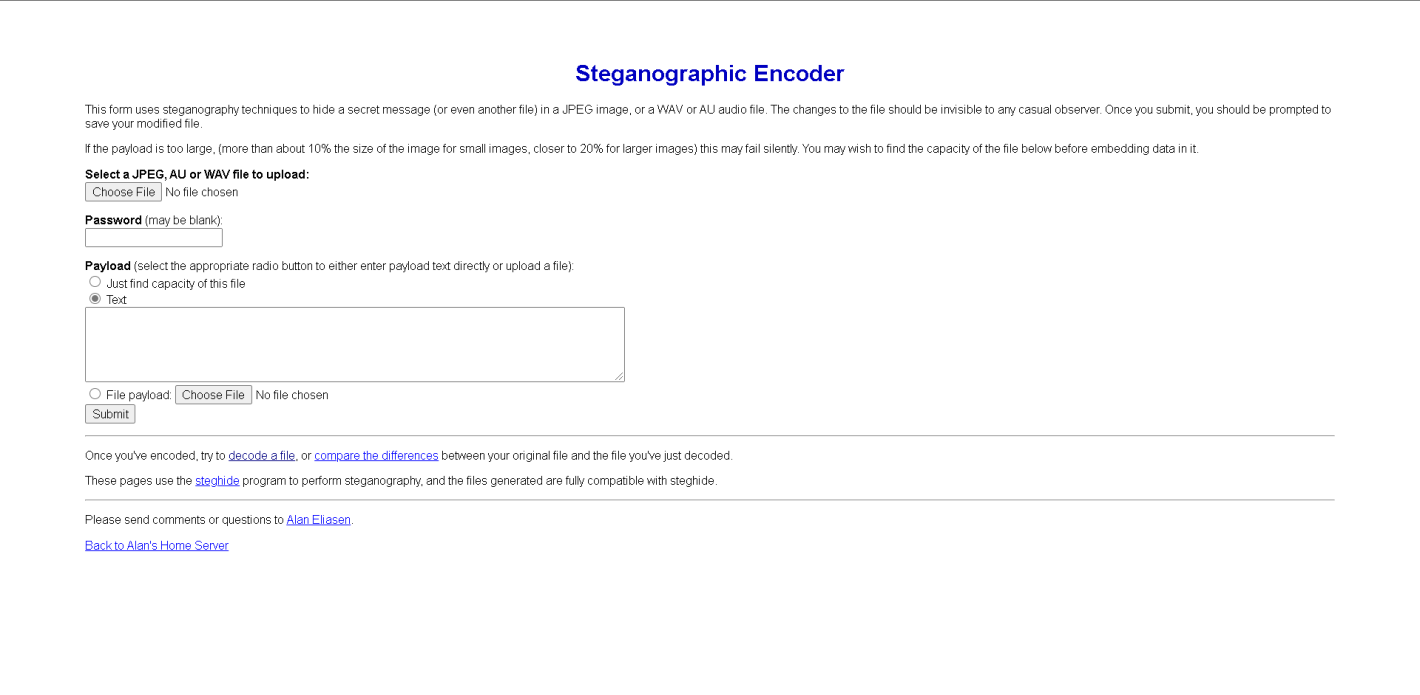 Steganographic Encoder
This form uses steganography techniques to hide a secret message (or even another file) in a JPEG image, or a WAV or AU audio file. The changes to the file should be invisible to any casual observer. Once you submit, you should be prompted to
save your modified file.
If the payload is too large, (more than about 10% the size of the image for small images, closer to 20% for larger images) this may fail silently. You may wish to find the capacity of the file below before embedding data in it.
Select a JPEG, AU or WAV file to upload:
Choose File No file chosen
Password (may be blank):
Payload (select the appropriate radio button to either enter payload text directly or upload a file):
Just find capacity of this file
Text
File payload: Choose File No file chosen
Submit
Once you've encoded, try to decode a file, or compare the differences between your original file and the file you've just decoded.
These pages use the steghide program to perform steganography, and the files generated are fully compatible with steghide.
Please send comments or questions to Alan Eliasen.
Back to Alan's Home Server